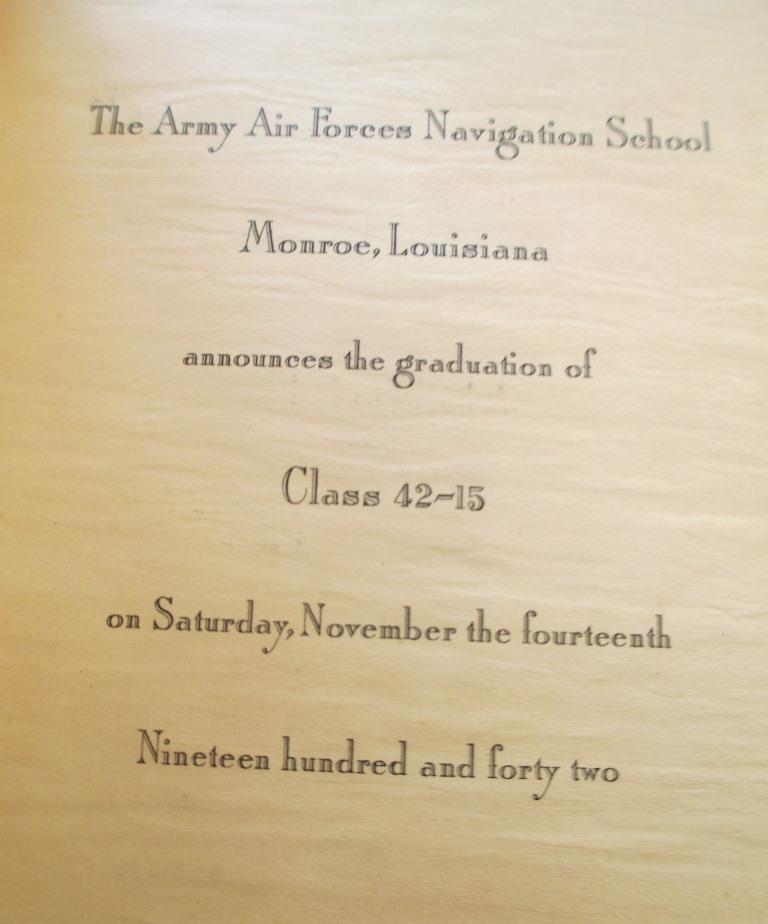 The Army Air Forces Navigation School
Monroe, Louisiana
announces the graduation of
Class 42-15
on Saturday, November the fourteenth
Nineteen hundred and forty two